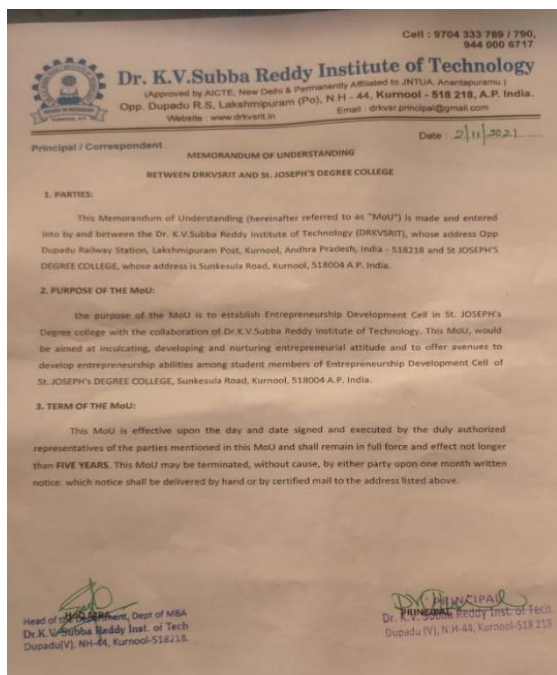 Cell : 9704 333 789 / 790,
944 000 6717
Dr. K.V.Subba Reddy Institute of Technology
(Approved by AICTE, New Delhi & Permanently Affiliated to JNTUA, Anantapuramu.)
Opp. Dupadu R.S, Lakshmipuram (Po), N.H - 44, Kurnool - 518 218, A.P. India.
Website : www.drkvsrit.in Email : drkvsr.principal@gmail.com
Date : 2/11/2021
Principal / Correspondent
MEMORANDUM OF UNDERSTANDING
BETWEEN DRKVSRIT AND St. JOSEPH'S DEGREE COLLEGE
1. PARTIES:
This Memorandum of Understanding (hereinafter referred to as "MoU") is made and entered
into by and between the Dr. K.V.Subba Reddy Institute of Technology (DRKVSRIT), whose address Opp
Dupadu Railway Station, Lakshmipuram Post, Kurnool, Andhra Pradesh, India - 518218 and St JOSEPH'S
DEGREE COLLEGE, whose address is Sunkesula Road, Kurnool, 518004 A.P. India.
2. PURPOSE OF THE MoU:
the purpose of the MoU is to establish Entrepreneurship Development Cell in St. JOSEPH's
Degree college with the collaboration of Dr.K.V.Subba Reddy Institute of Technology. This MoU, would
be aimed at inculcating, developing and nurturing entrepreneurial attitude and to offer avenues to
develop entrepreneurship abilities among student members of Entrepreneurship Development Cell of
St. JOSEPH's DEGREE COLLEGE, Sunkesula Road, Kurnool, 518004 A.P. India.
3. TERM OF THE MoU:
This MoU is effective upon the day and date signed and executed by the duly authorized
representatives of the parties mentioned in this MoU and shall remain in full force and effect not longer
than FIVE YEARS. This MoU may be terminated, without cause, by either party upon one month written
notice. which notice shall be delivered by hand or by certified mail to the address listed above.
HOD MBA
Head of the Department, Dept of MBA
Dr.K.V.Subba Reddy Inst. of Tech
Dupadu(V), NH-44, Kurnool-518218.
PRINCIPAL
PRINCIPAL
Dr. K.V. Subba Reddy Inst. of Tech.
Dupadu (V), N.H-44, Kurnool-518 218